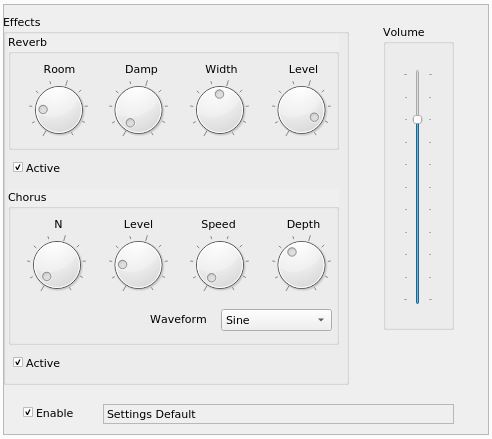 Effects
Volume
Reverb
Room Damp Width Level
Active
Chorus
N Level Speed Depth
Waveform Sine
Active
Enable Settings Default